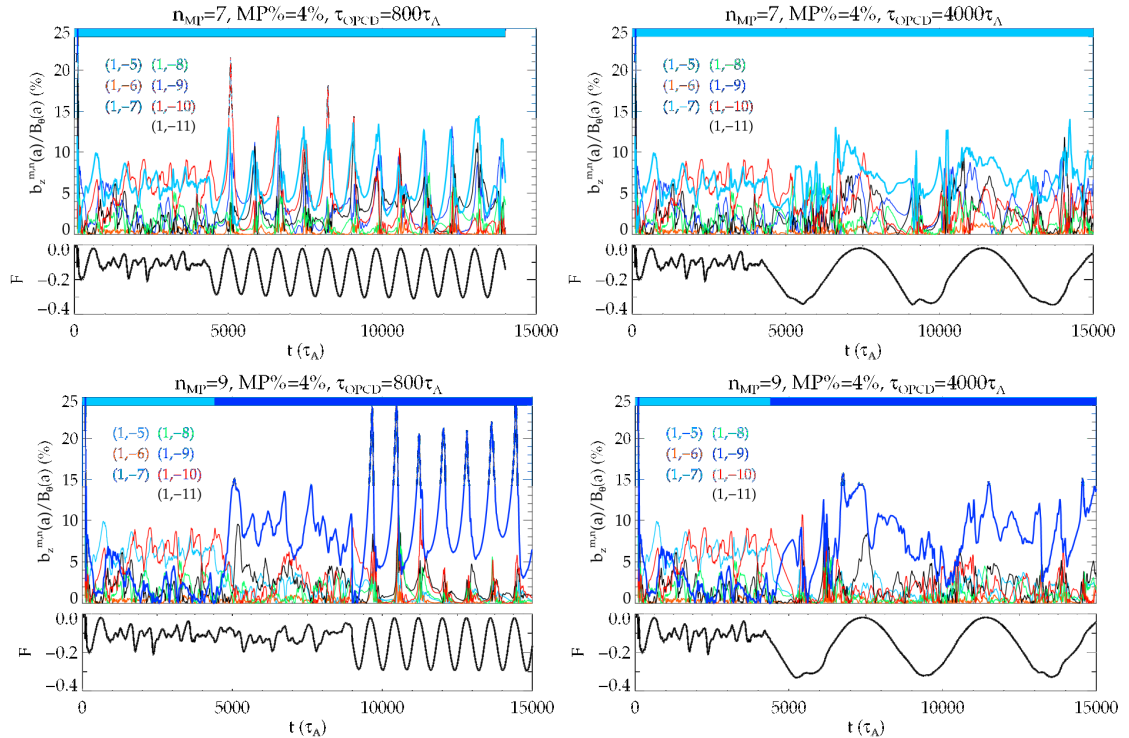 n_MP=7, MP%=4%, τ_OPCD=800τ_A
25
20
15
10
5
0
b_z^{m,n}(a)/B_θ(a) (%)
(1,−5) (1,−8)
(1,−6) (1,−9)
(1,−7) (1,−10)
(1,−11)
0.0
−0.2
−0.4
F
0 5000 10000 15000
t (τ_A)
n_MP=7, MP%=4%, τ_OPCD=4000τ_A
25
20
15
10
5
0
b_z^{m,n}(a)/B_θ(a) (%)
(1,−5) (1,−8)
(1,−6) (1,−9)
(1,−7) (1,−10)
(1,−11)
0.0
−0.2
−0.4
F
0 5000 10000 15000
t (τ_A)
n_MP=9, MP%=4%, τ_OPCD=800τ_A
25
20
15
10
5
0
b_z^{m,n}(a)/B_θ(a) (%)
(1,−5) (1,−8)
(1,−6) (1,−9)
(1,−7) (1,−10)
(1,−11)
0.0
−0.2
−0.4
F
0 5000 10000 15000
t (τ_A)
n_MP=9, MP%=4%, τ_OPCD=4000τ_A
25
20
15
10
5
0
b_z^{m,n}(a)/B_θ(a) (%)
(1,−5) (1,−8)
(1,−6) (1,−9)
(1,−7) (1,−10)
(1,−11)
0.0
−0.2
−0.4
F
0 5000 10000 15000
t (τ_A)